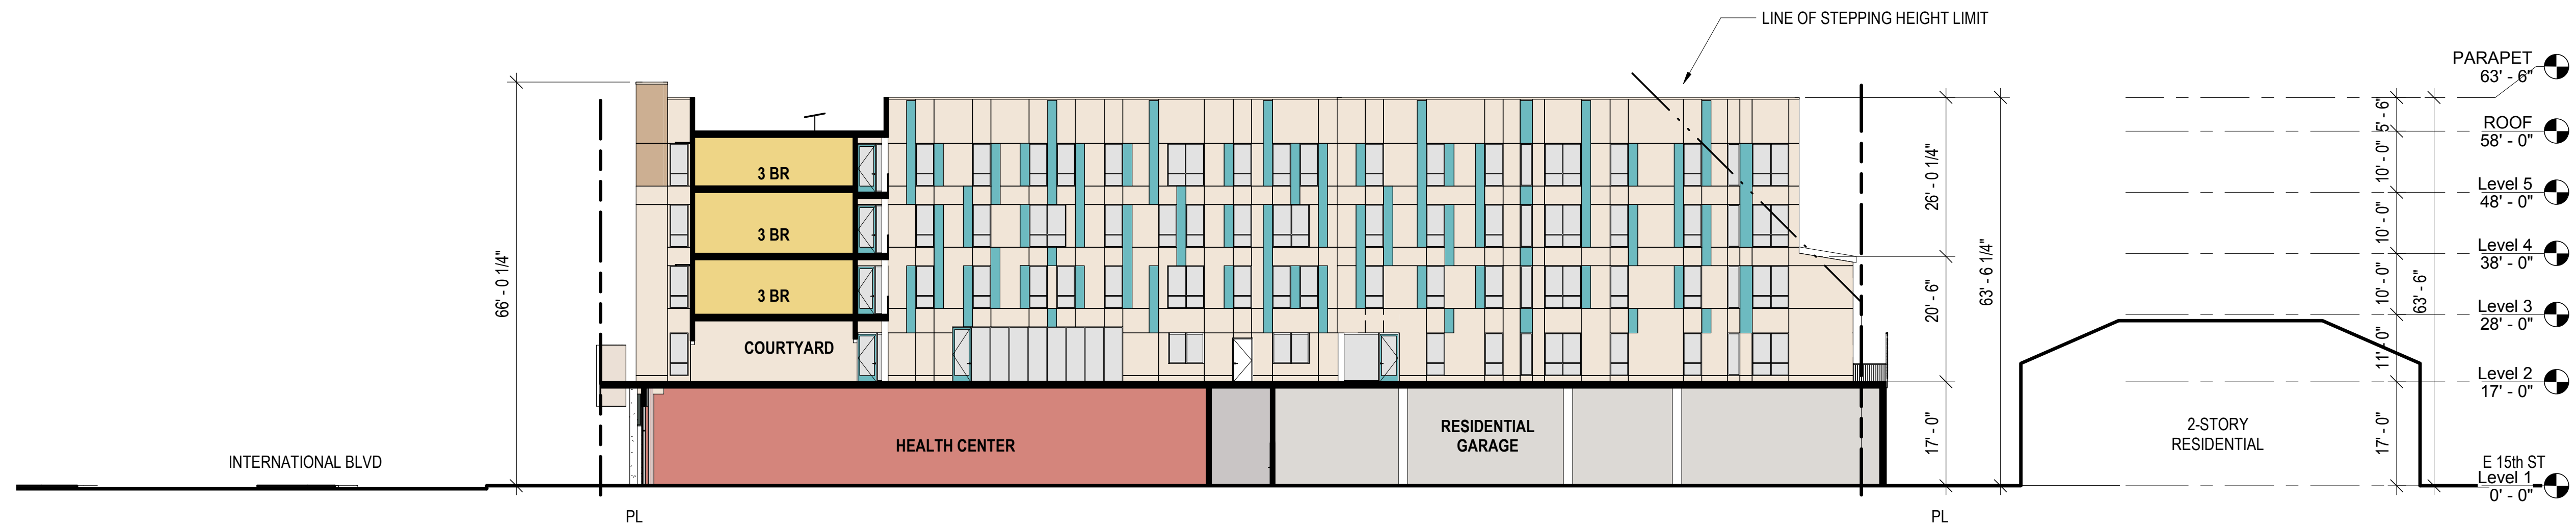 LINE OF STEPPING HEIGHT LIMIT
PARAPET
63' - 6"
ROOF
58' - 0"
Level 5
48' - 0"
Level 4
38' - 0"
Level 3
28' - 0"
Level 2
17' - 0"
E 15th ST
Level 1
0' - 0"
5' - 6"
10' - 0"
10' - 0"
10' - 0"
11' - 0"
17' - 0"
63' - 6"
66' - 0 1/4"
3 BR
3 BR
3 BR
COURTYARD
HEALTH CENTER
RESIDENTIAL
GARAGE
26' - 0 1/4"
20' - 6"
17' - 0"
63' - 6 1/4"
2-STORY
RESIDENTIAL
INTERNATIONAL BLVD
PL
PL